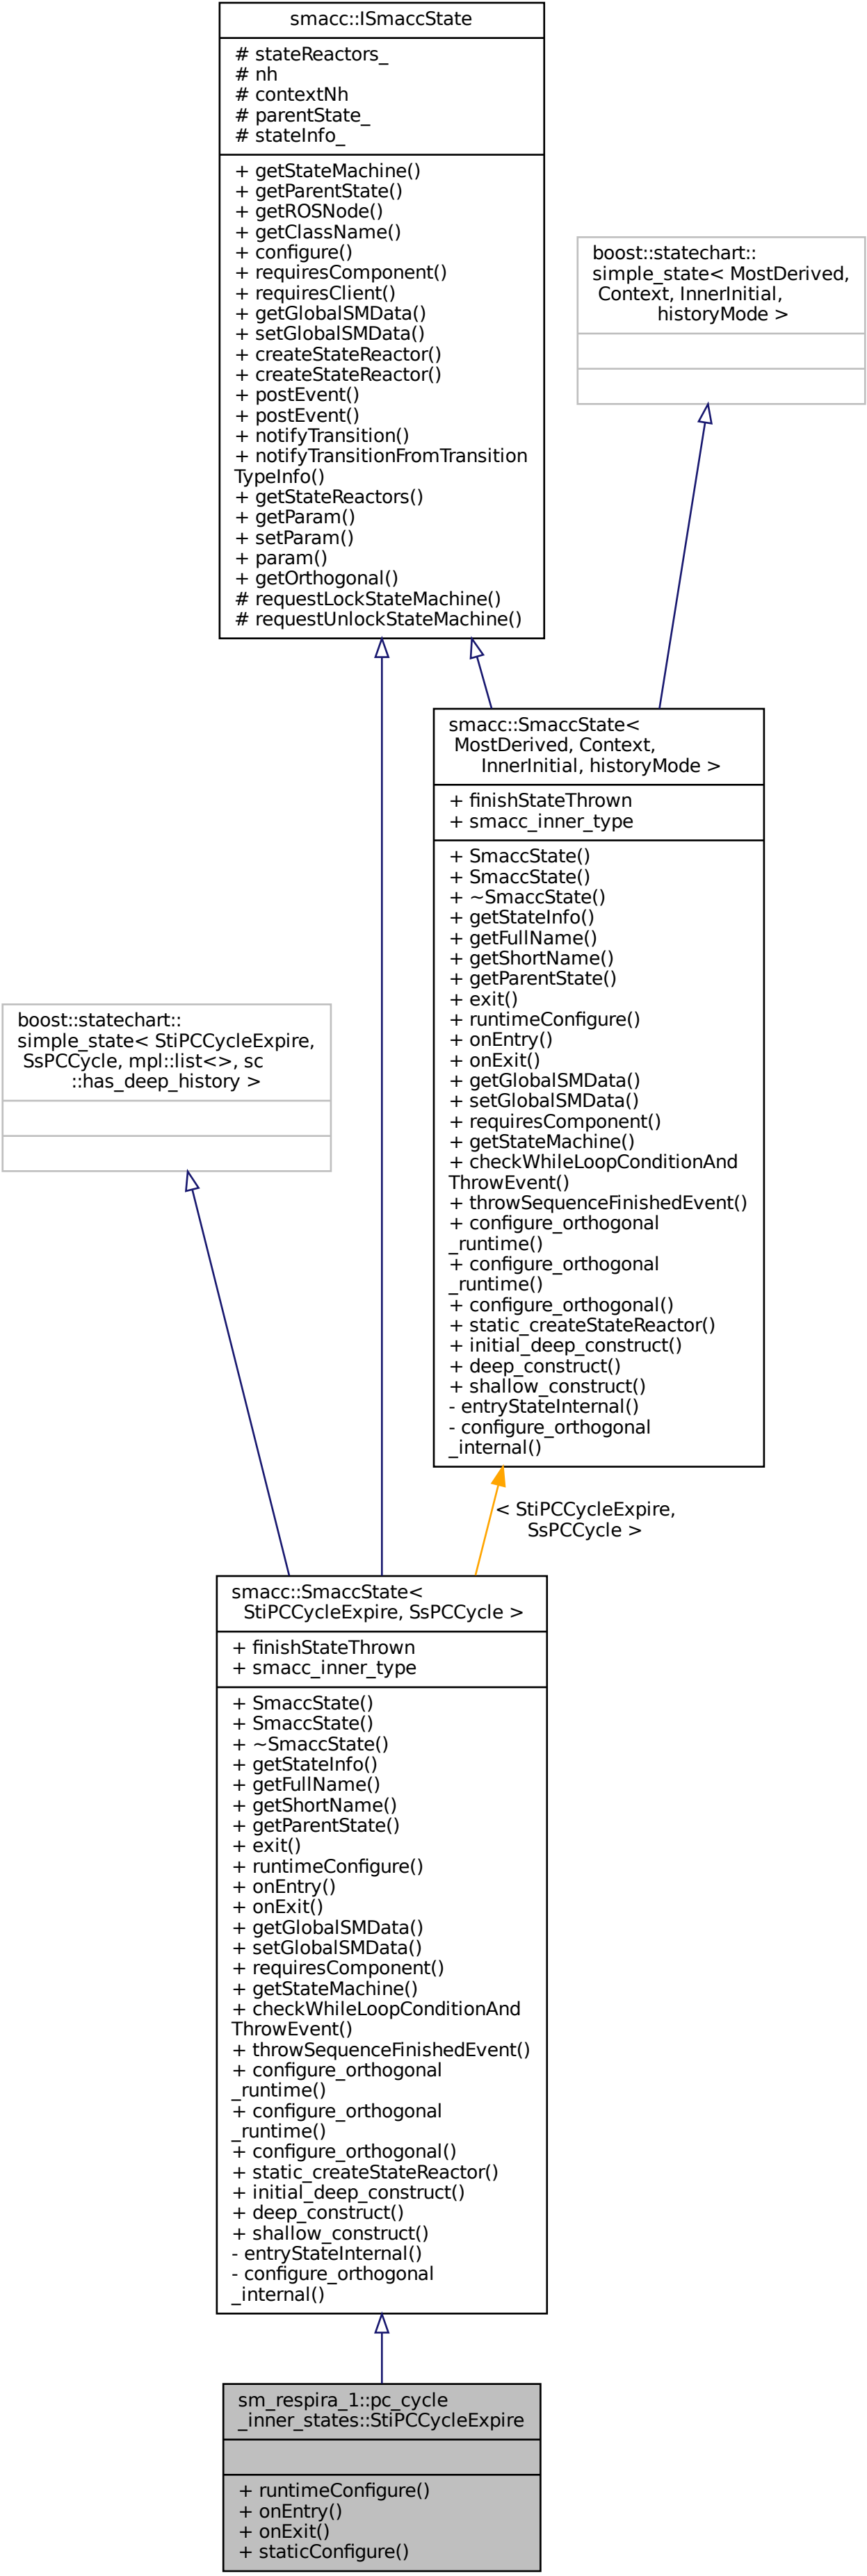 smacc::ISmaccState
# stateReactors_
# nh
# contextNh
# parentState_
# stateInfo_
+ getStateMachine()
+ getParentState()
+ getROSNode()
+ getClassName()
+ configure()
+ requiresComponent()
+ requiresClient()
+ getGlobalSMData()
+ setGlobalSMData()
+ createStateReactor()
+ createStateReactor()
+ postEvent()
+ postEvent()
+ notifyTransition()
+ notifyTransitionFromTransition
TypeInfo()
+ getStateReactors()
+ getParam()
+ setParam()
+ param()
+ getOrthogonal()
# requestLockStateMachine()
# requestUnlockStateMachine()
boost::statechart::
simple_state< MostDerived,
Context, InnerInitial,
historyMode >
smacc::SmaccState<
MostDerived, Context,
InnerInitial, historyMode >
+ finishStateThrown
+ smacc_inner_type
+ SmaccState()
+ SmaccState()
+ ~SmaccState()
+ getStateInfo()
+ getFullName()
+ getShortName()
+ getParentState()
+ exit()
+ runtimeConfigure()
+ onEntry()
+ onExit()
+ getGlobalSMData()
+ setGlobalSMData()
+ requiresComponent()
+ getStateMachine()
+ checkWhileLoopConditionAnd
ThrowEvent()
+ throwSequenceFinishedEvent()
+ configure_orthogonal
_runtime()
+ configure_orthogonal
_runtime()
+ configure_orthogonal()
+ static_createStateReactor()
+ initial_deep_construct()
+ deep_construct()
+ shallow_construct()
- entryStateInternal()
- configure_orthogonal
_internal()
boost::statechart::
simple_state< StiPCCycleExpire,
SsPCCycle, mpl::list<>, sc
::has_deep_history >
< StiPCCycleExpire,
SsPCCycle >
smacc::SmaccState<
StiPCCycleExpire, SsPCCycle >
+ finishStateThrown
+ smacc_inner_type
+ SmaccState()
+ SmaccState()
+ ~SmaccState()
+ getStateInfo()
+ getFullName()
+ getShortName()
+ getParentState()
+ exit()
+ runtimeConfigure()
+ onEntry()
+ onExit()
+ getGlobalSMData()
+ setGlobalSMData()
+ requiresComponent()
+ getStateMachine()
+ checkWhileLoopConditionAnd
ThrowEvent()
+ throwSequenceFinishedEvent()
+ configure_orthogonal
_runtime()
+ configure_orthogonal
_runtime()
+ configure_orthogonal()
+ static_createStateReactor()
+ initial_deep_construct()
+ deep_construct()
+ shallow_construct()
- entryStateInternal()
- configure_orthogonal
_internal()
sm_respira_1::pc_cycle
_inner_states::StiPCCycleExpire
+ runtimeConfigure()
+ onEntry()
+ onExit()
+ staticConfigure()